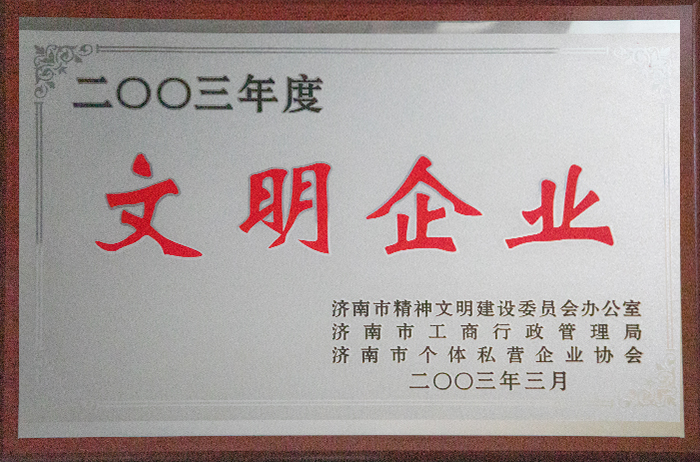 二〇〇三年度
文明企业
济南市精神文明建设委员会办公室
济南市工商行政管理局
济南市个体私营企业协会
二〇〇三年三月